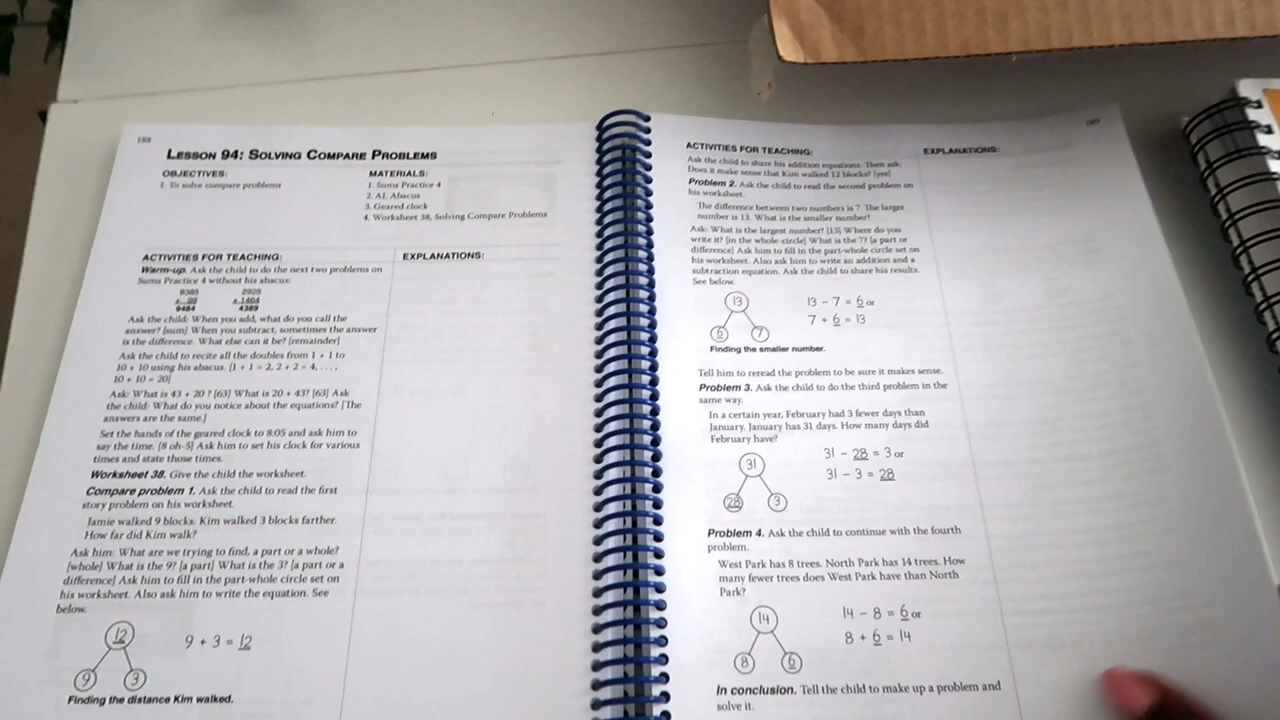 LESSON 94: SOLVING COMPARE PROBLEMS
OBJECTIVES:
1. To solve compare problems
MATERIALS:
1. Sums Practice 4
2. AL Abacus
3. Geared clock
4. Worksheet 38, Solving Compare Problems
ACTIVITIES FOR TEACHING:
EXPLANATIONS:
Warm-up. Ask the child to do the next two problems on
Sums Practice 4 without his abacus:
9385 2925
+ 99 + 1464
9484 4389
Ask the child: When you add, what do you call the
answer? [sum] When you subtract, sometimes the answer
is the difference. What else can it be? [remainder]
Ask the child to recite all the doubles from 1 + 1 to
10 + 10 using his abacus. [1 + 1 = 2, 2 + 2 = 4, . . . ,
10 + 10 = 20]
Ask: What is 43 + 20 ? [63] What is 20 + 43? [63] Ask
the child: What do you notice about the equations? [The
answers are the same.]
Set the hands of the geared clock to 8:05 and ask him to
say the time. [8 oh-5] Ask him to set his clock for various
times and state those times.
Worksheet 38. Give the child the worksheet.
Compare problem 1. Ask the child to read the first
story problem on his worksheet.
Jamie walked 9 blocks. Kim walked 3 blocks farther.
How far did Kim walk?
Ask him: What are we trying to find, a part or a whole?
[whole] What is the 9? [a part] What is the 3? [a part or a
difference] Ask him to fill in the part-whole circle set on
his worksheet. Also ask him to write the equation. See
below.
12
9 + 3 = 12
9 3
Finding the distance Kim walked.
ACTIVITIES FOR TEACHING:
EXPLANATIONS:
Ask the child to share his addition equations. Then ask:
Does it make sense that Kim walked 12 blocks? [yes]
Problem 2. Ask the child to read the second problem on
his worksheet.
The difference between two numbers is 7. The larger
number is 13. What is the smaller number?
Ask: What is the largest number? [13] Where do you
write it? [in the whole-circle] What is the 7? [a part or
difference] Ask him to fill in the part-whole circle set on
his worksheet. Also ask him to write an addition and a
subtraction equation. Ask the child to share his results.
See below.
13
13 – 7 = 6 or
7 + 6 = 13
6 7
Finding the smaller number.
Tell him to reread the problem to be sure it makes sense.
Problem 3. Ask the child to do the third problem in the
same way.
In a certain year, February had 3 fewer days than
January. January has 31 days. How many days did
February have?
31
31 – 28 = 3 or
31 – 3 = 28
28 3
Problem 4. Ask the child to continue with the fourth
problem.
West Park has 8 trees. North Park has 14 trees. How
many fewer trees does West Park have than North
Park?
14
14 – 8 = 6 or
8 + 6 = 14
8 6
In conclusion. Tell the child to make up a problem and
solve it.